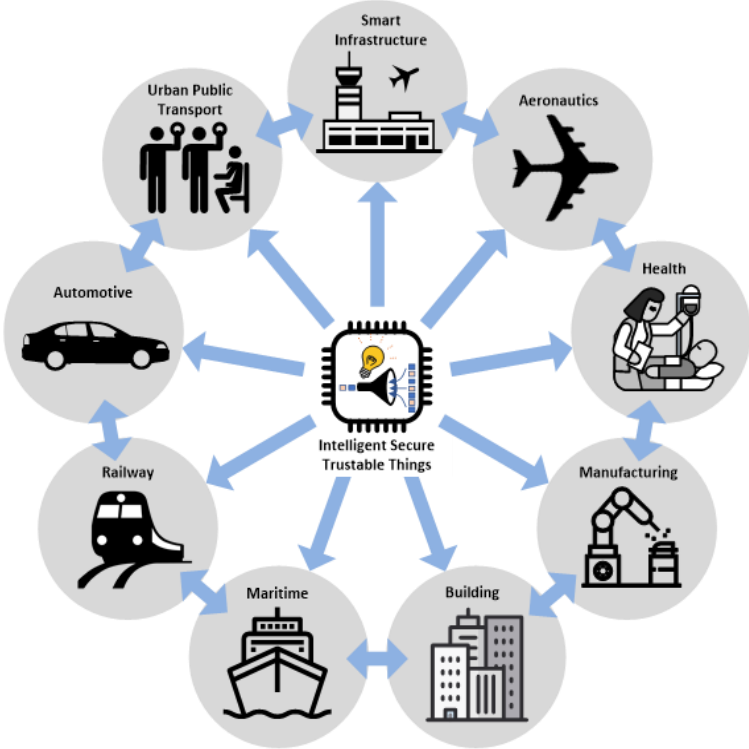 Smart
Infrastructure
Urban Public
Transport
Aeronautics
Automotive
Health
Intelligent Secure
Trustable Things
Railway
Manufacturing
Maritime
Building